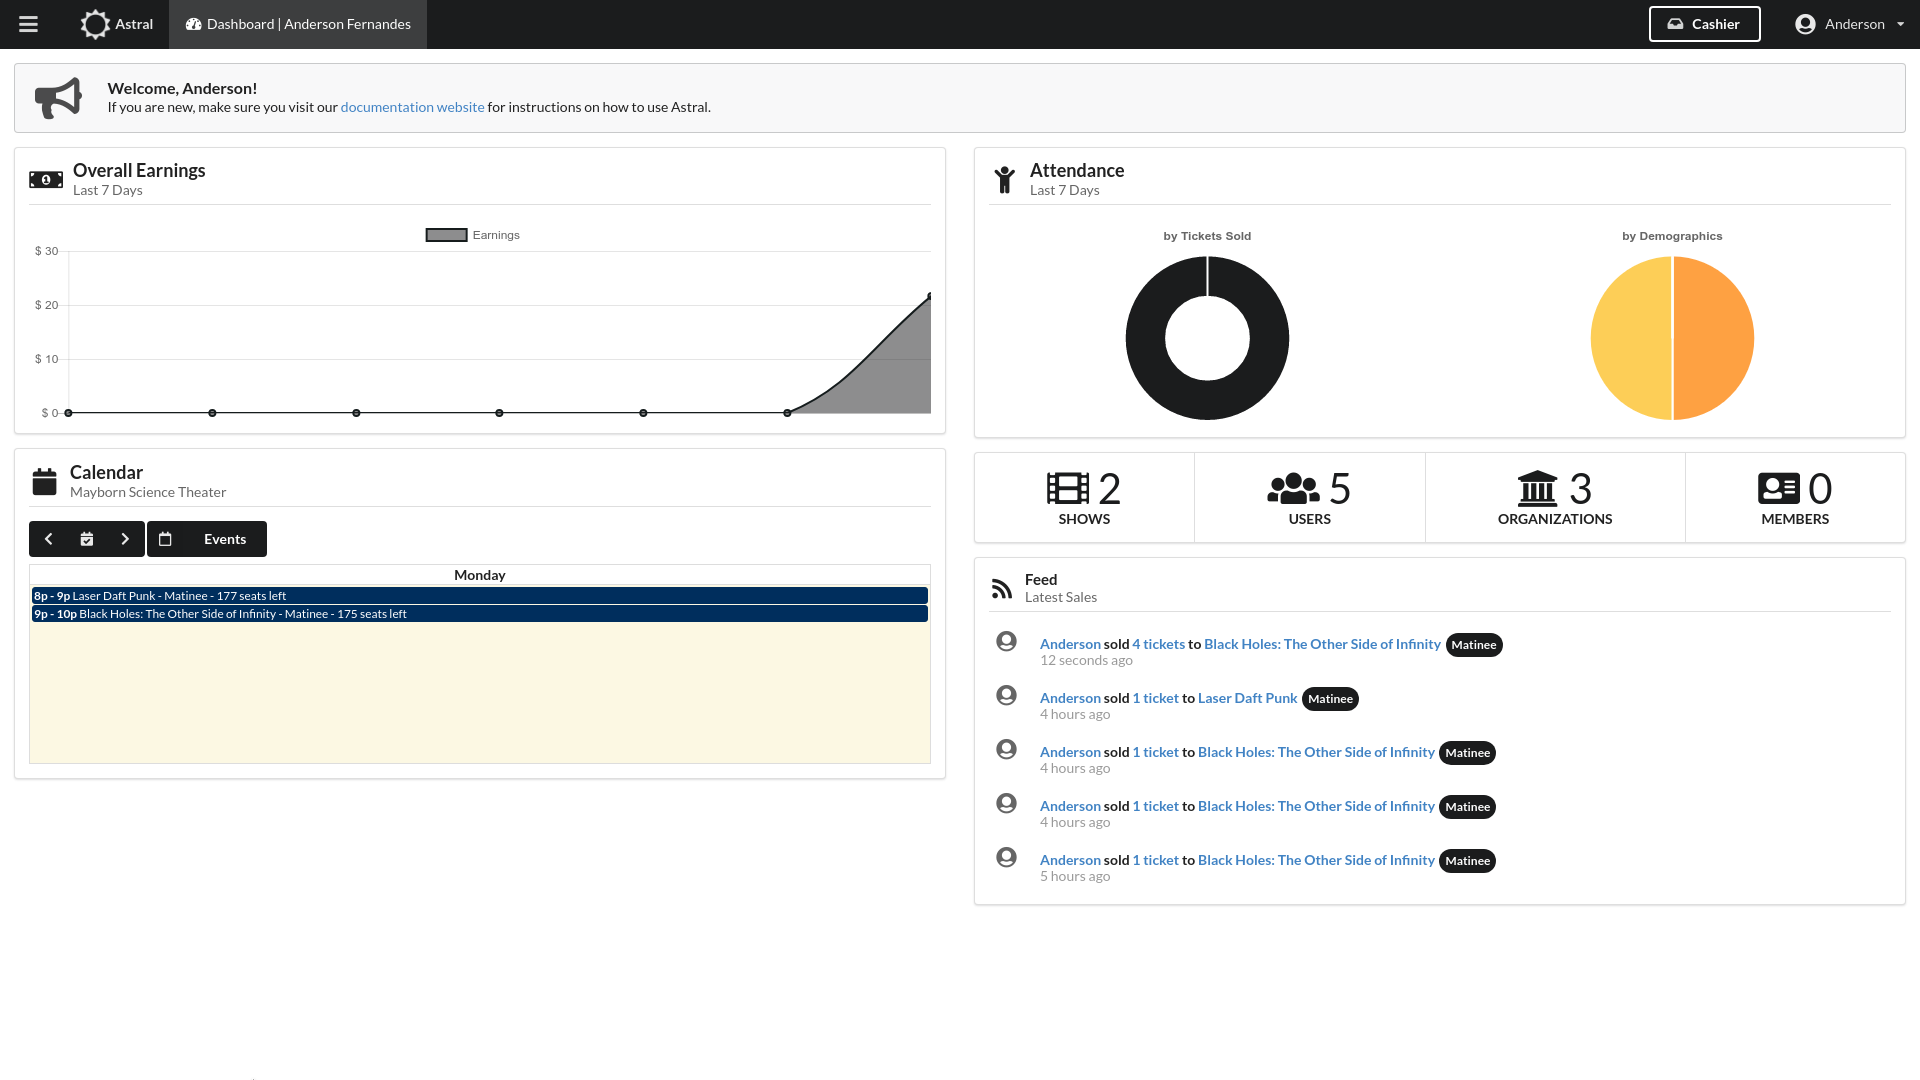 Astral
Dashboard | Anderson Fernandes
Cashier
Anderson
Welcome, Anderson!
If you are new, make sure you visit our documentation website for instructions on how to use Astral.
Overall Earnings
Last 7 Days
Earnings
$ 30
$ 20
$ 10
$ 0
Calendar
Mayborn Science Theater
Events
Monday
8p - 9p Laser Daft Punk - Matinee - 177 seats left
9p - 10p Black Holes: The Other Side of Infinity - Matinee - 175 seats left
Attendance
Last 7 Days
by Tickets Sold
by Demographics
2
SHOWS
5
USERS
3
ORGANIZATIONS
0
MEMBERS
Feed
Latest Sales
Anderson sold 4 tickets to Black Holes: The Other Side of Infinity Matinee
12 seconds ago
Anderson sold 1 ticket to Laser Daft Punk Matinee
4 hours ago
Anderson sold 1 ticket to Black Holes: The Other Side of Infinity Matinee
4 hours ago
Anderson sold 1 ticket to Black Holes: The Other Side of Infinity Matinee
4 hours ago
Anderson sold 1 ticket to Black Holes: The Other Side of Infinity Matinee
5 hours ago